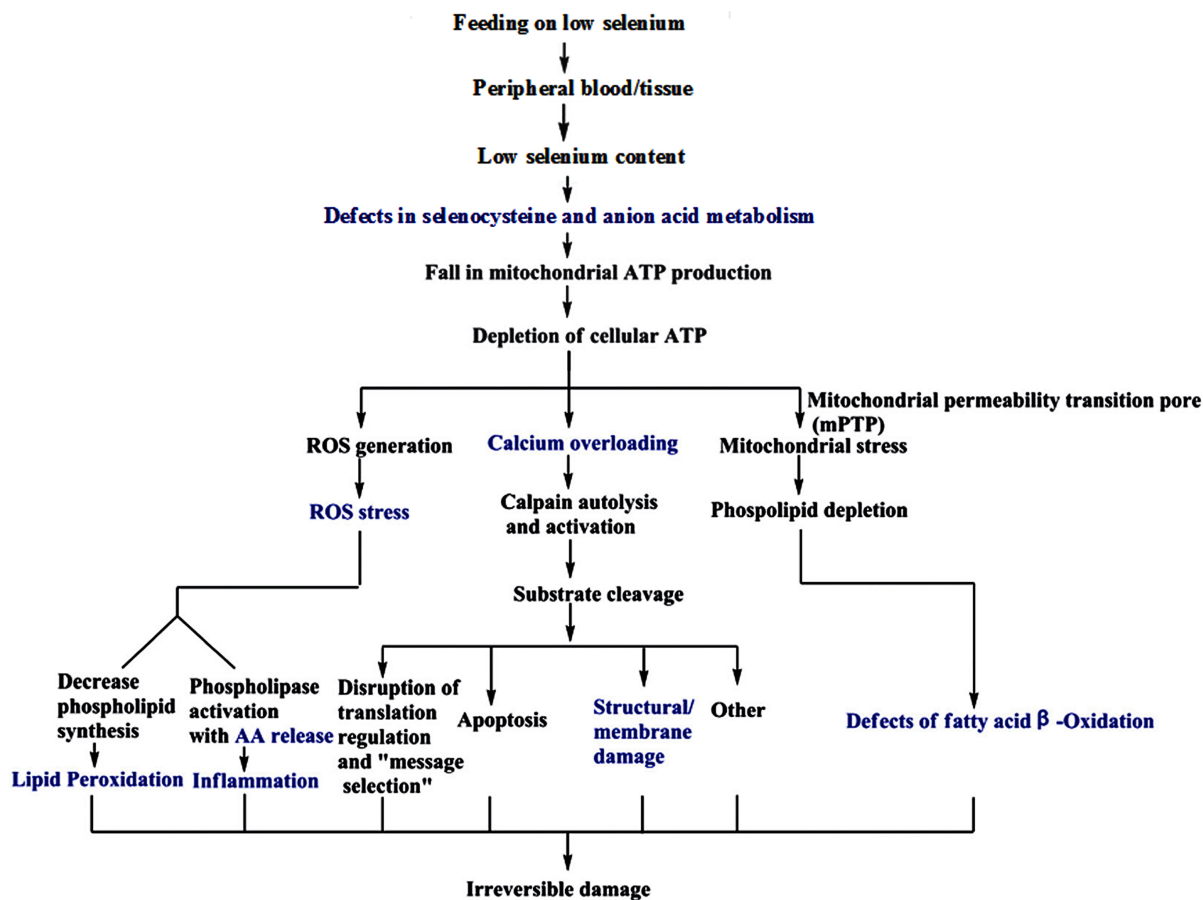 Feeding on low selenium
Peripheral blood/tissue
Low selenium content
Defects in selenocysteine and anion acid metabolism
Fall in mitochondrial ATP production
Depletion of cellular ATP
ROS generation
ROS stress
Calcium overloading
Calpain autolysis
and activation
Substrate cleavage
Mitochondrial permeability transition pore
(mPTP)
Mitochondrial stress
Phospolipid depletion
Decrease
phospholipid
synthesis
Lipid Peroxidation
Phospholipase
activation
with AA release
Inflammation
Disruption of
translation
regulation
and "message
selection"
Apoptosis
Structural/
membrane
damage
Other
Defects of fatty acid β -Oxidation
Irreversible damage